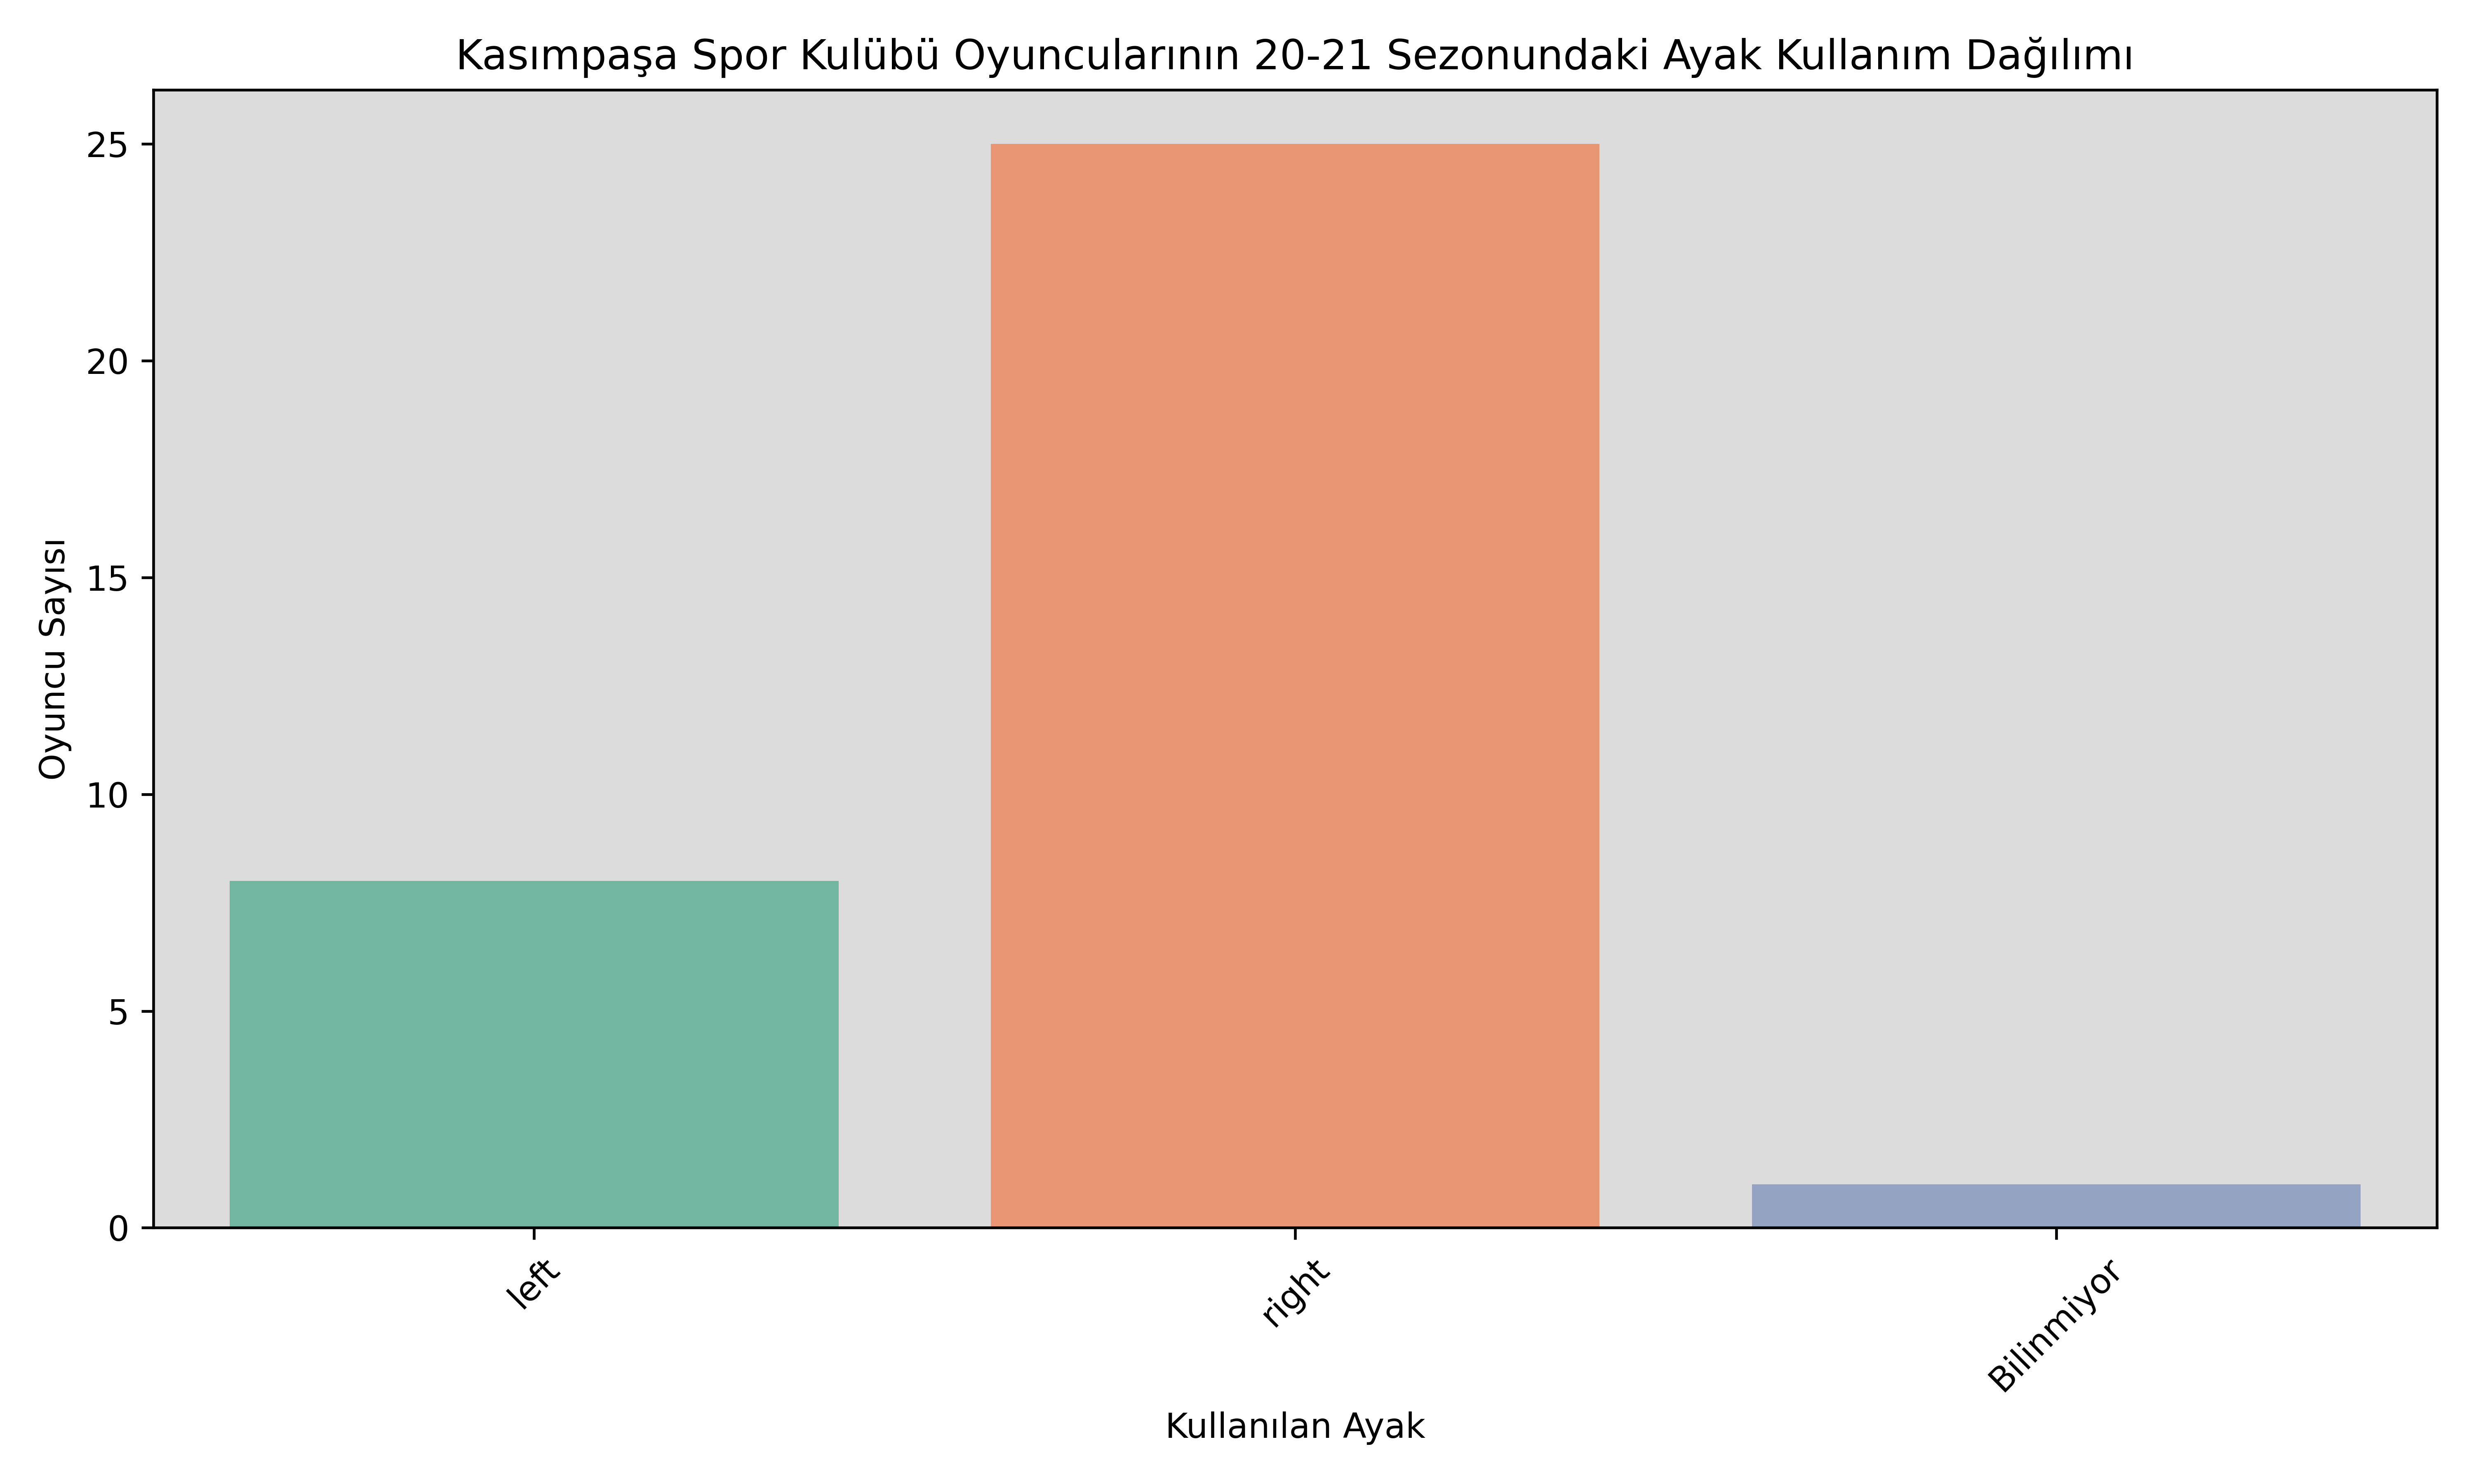 Kasımpaşa Spor Kulübü Oyuncularının 20-21 Sezonundaki Ayak Kullanım Dağılımı
Oyuncu Sayısı
25
20
15
10
5
0
left
right
Bilinmiyor
Kullanılan Ayak